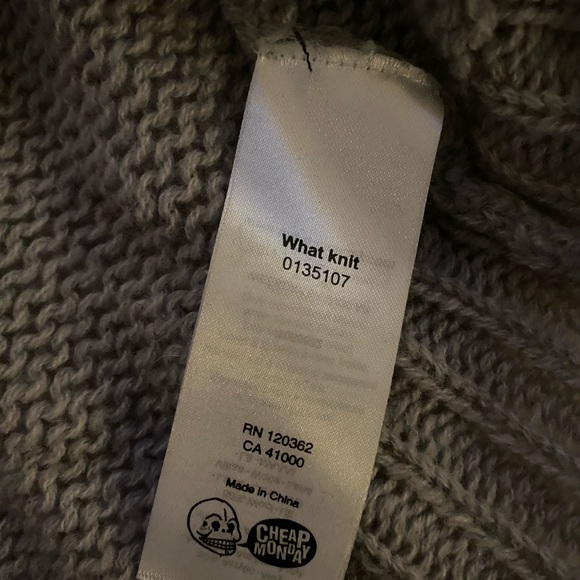 What knit
0135107
RN 120362
CA 41000
Made in China
CHEAP
MONDAY